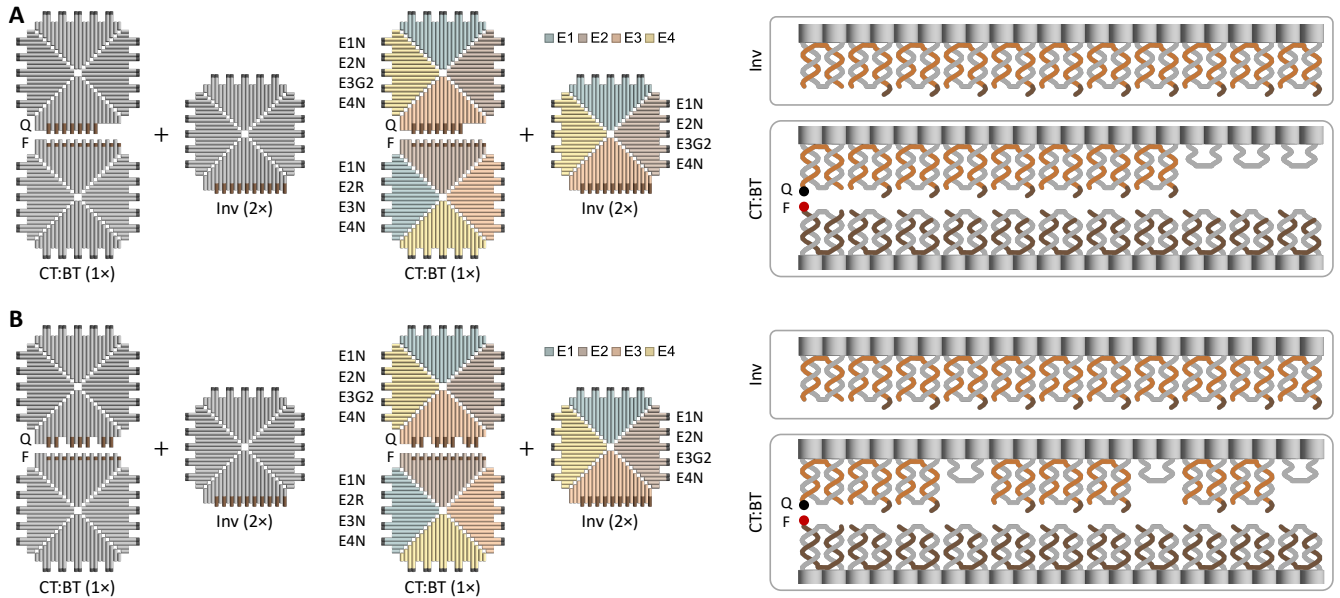 A
E1N
E2N
E3G2
E4N
Q
F
Q
F
E1N
E2R
E3N
E4N
+
+
Inv (2×)
CT:BT (1×)
CT:BT (1×)
E1 E2 E3 E4
E1N
E2N
E3G2
E4N
Inv (2×)
Inv
CT:BT
Q
F
B
E1N
E2N
E3G2
E4N
Q
F
Q
F
E1N
E2R
E3N
E4N
+
+
Inv (2×)
CT:BT (1×)
CT:BT (1×)
E1 E2 E3 E4
E1N
E2N
E3G2
E4N
Inv (2×)
Inv
CT:BT
Q
F